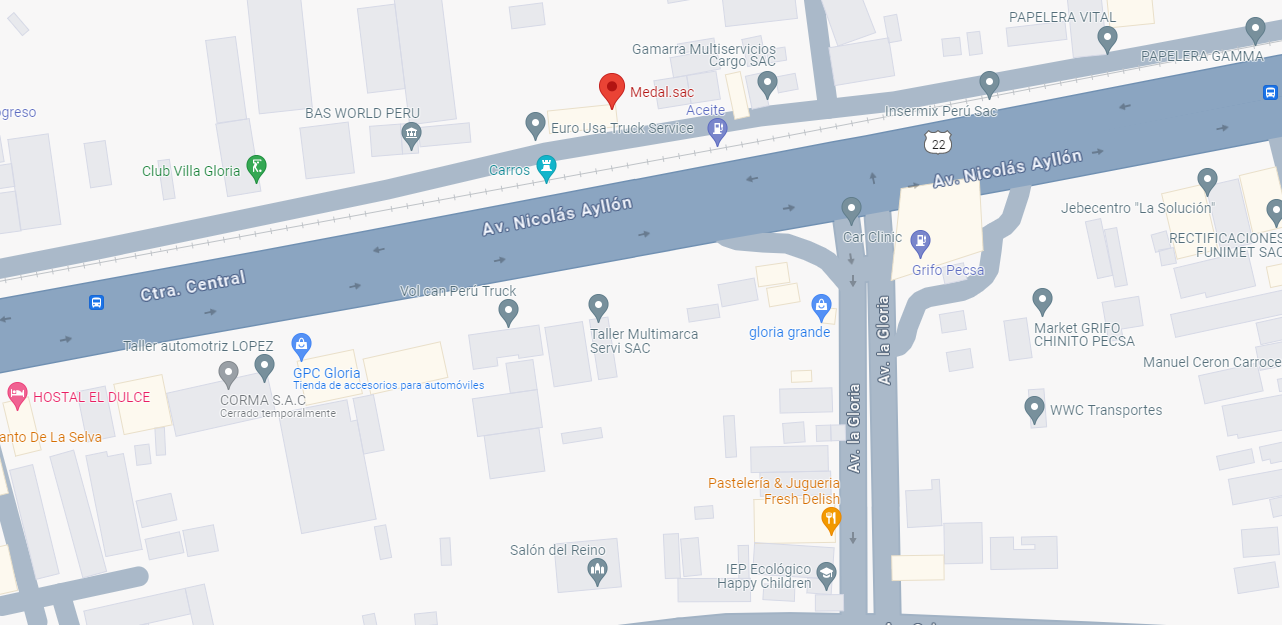 PAPELERA VITAL
Gamarra Multiservicios
Cargo SAC
PAPELERA GAMMA
Medal.sac
ogreso
BAS WORLD PERU
Aceite
Insermix Perú Sac
Euro Usa Truck Service
22
Club Villa Gloria
Carros
Av. Nicolás Ayllón
Av. Nicolás Ayllón
Jebecentro "La Solución"
Car Clinic
RECTIFICACIONES
FUNIMET SAC
Grifo Pecsa
Ctra. Central
Vol can Perú Truck
gloria grande
Taller Multimarca
Servi SAC
Market GRIFO
CHINITO PECSA
Av. la Gloria
Taller automotriz LOPEZ
GPC Gloria
Tienda de accesorios para automóviles
Manuel Ceron Carroce
HOSTAL EL DULCE
CORMA S.A.C
Cerrado temporalmente
WWC Transportes
Av. la Gloria
anto De La Selva
Pastelería & Jugueria
Fresh Delish
Salón del Reino
IEP Ecológico
Happy Children